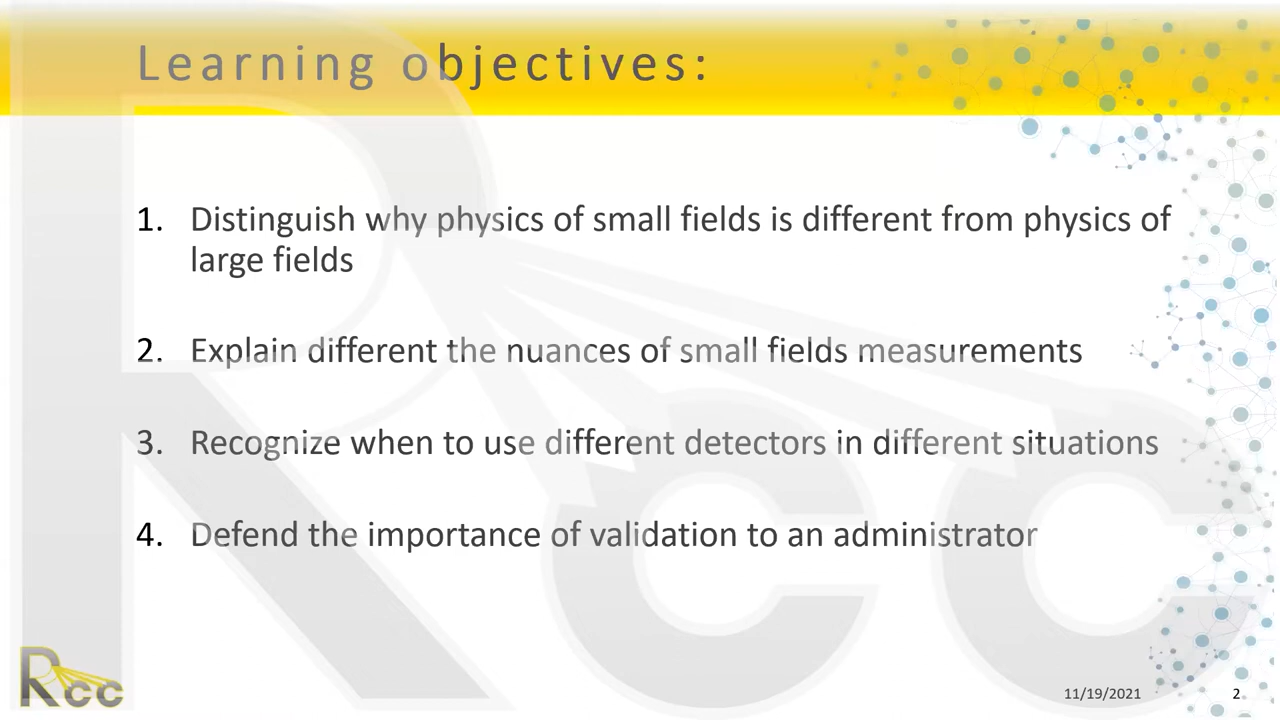 Learning objectives:
1. Distinguish why physics of small fields is different from physics of
large fields
2. Explain different the nuances of small fields measurements
3. Recognize when to use different detectors in different situations
4. Defend the importance of validation to an administrator
Rcc
11/19/2021
2